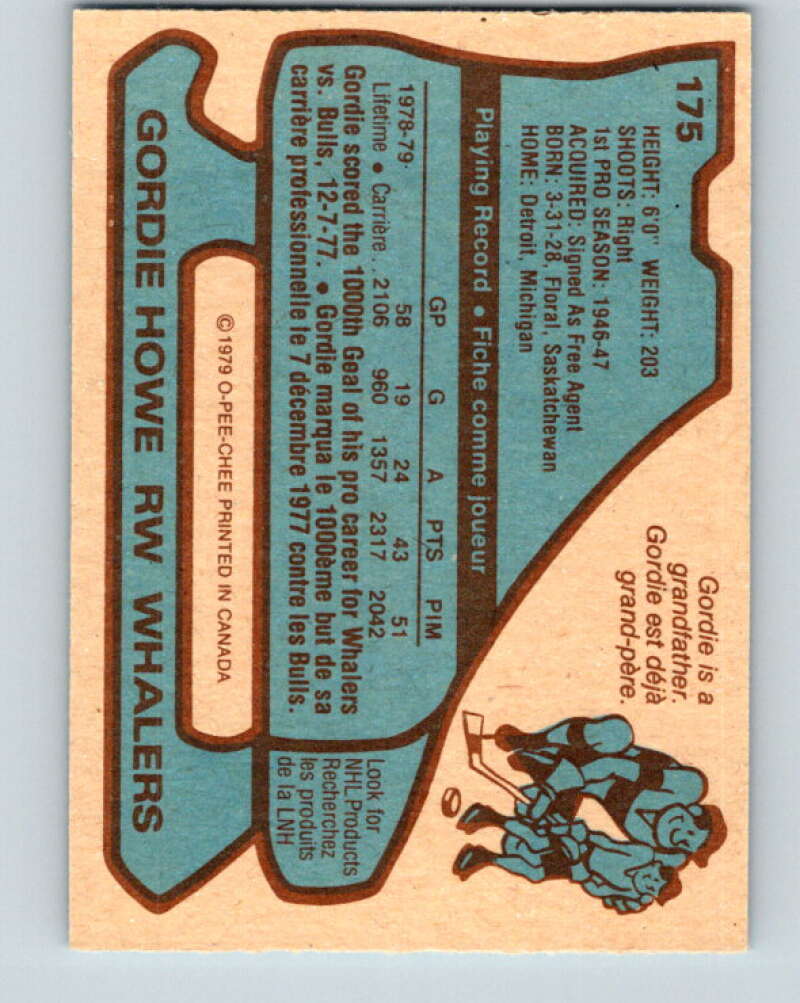 175
HEIGHT: 6'0" WEIGHT: 203
SHOOTS: Right
1st PRO SEASON: 1946-47
ACQUIRED: Signed As Free Agent
BORN: 3-31-28, Floral, Saskatchewan
HOME: Detroit, Michigan
Gordie is a
grandfather.
Gordie est déjà
grand-père.
Playing Record • Fiche comme joueur
GP G A PTS PIM
1978-79 58 19 24 43 51
Lifetime • Carrière .. 2106 960 1357 2317 2042
Gordie scored the 1000th Goal of his pro career for Whalers
vs. Bulls, 12-7-77. • Gordie marqua le 1000ème but de sa
carrière professionnelle le 7 décembre 1977 contre les Bulls.
Look for
NHL Products
Recherchez
les produits
de la LNH
©1979 O-PEE-CHEE PRINTED IN CANADA
GORDIE HOWE RW WHALERS